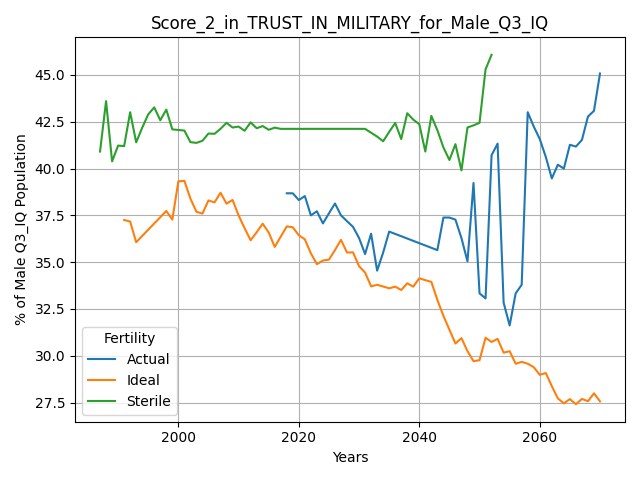 Score_2_in_TRUST_IN_MILITARY_for_Male_Q3_IQ
% of Male Q3_IQ Population
45.0
42.5
40.0
37.5
35.0
32.5
30.0
27.5
Fertility
Actual
Ideal
Sterile
2000
2020
2040
2060
Years